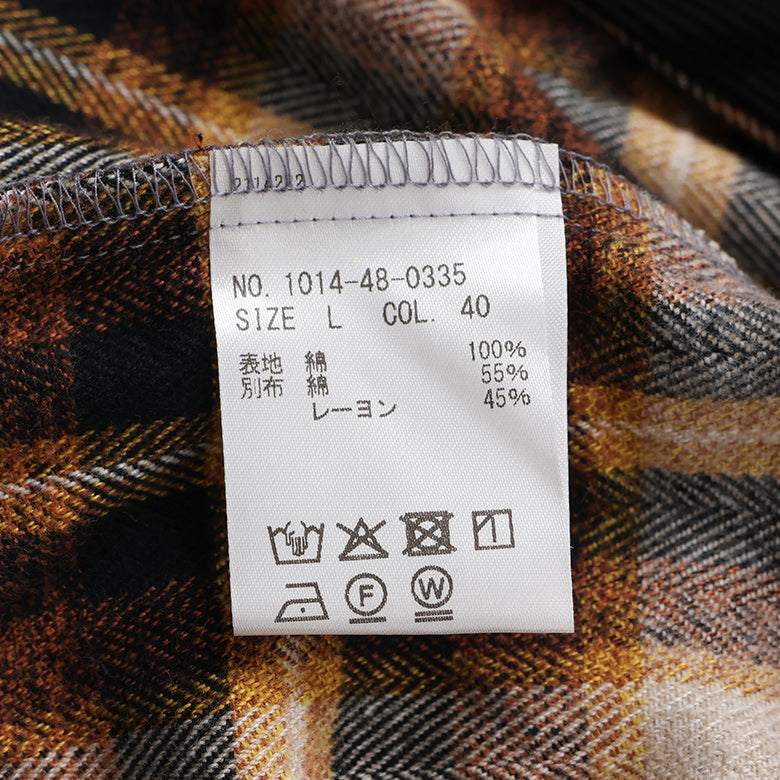 NO. 1014-48-0335
SIZE L COL. 40
表地 綿 100%
別布 綿 55%
レーヨン 45%
F W